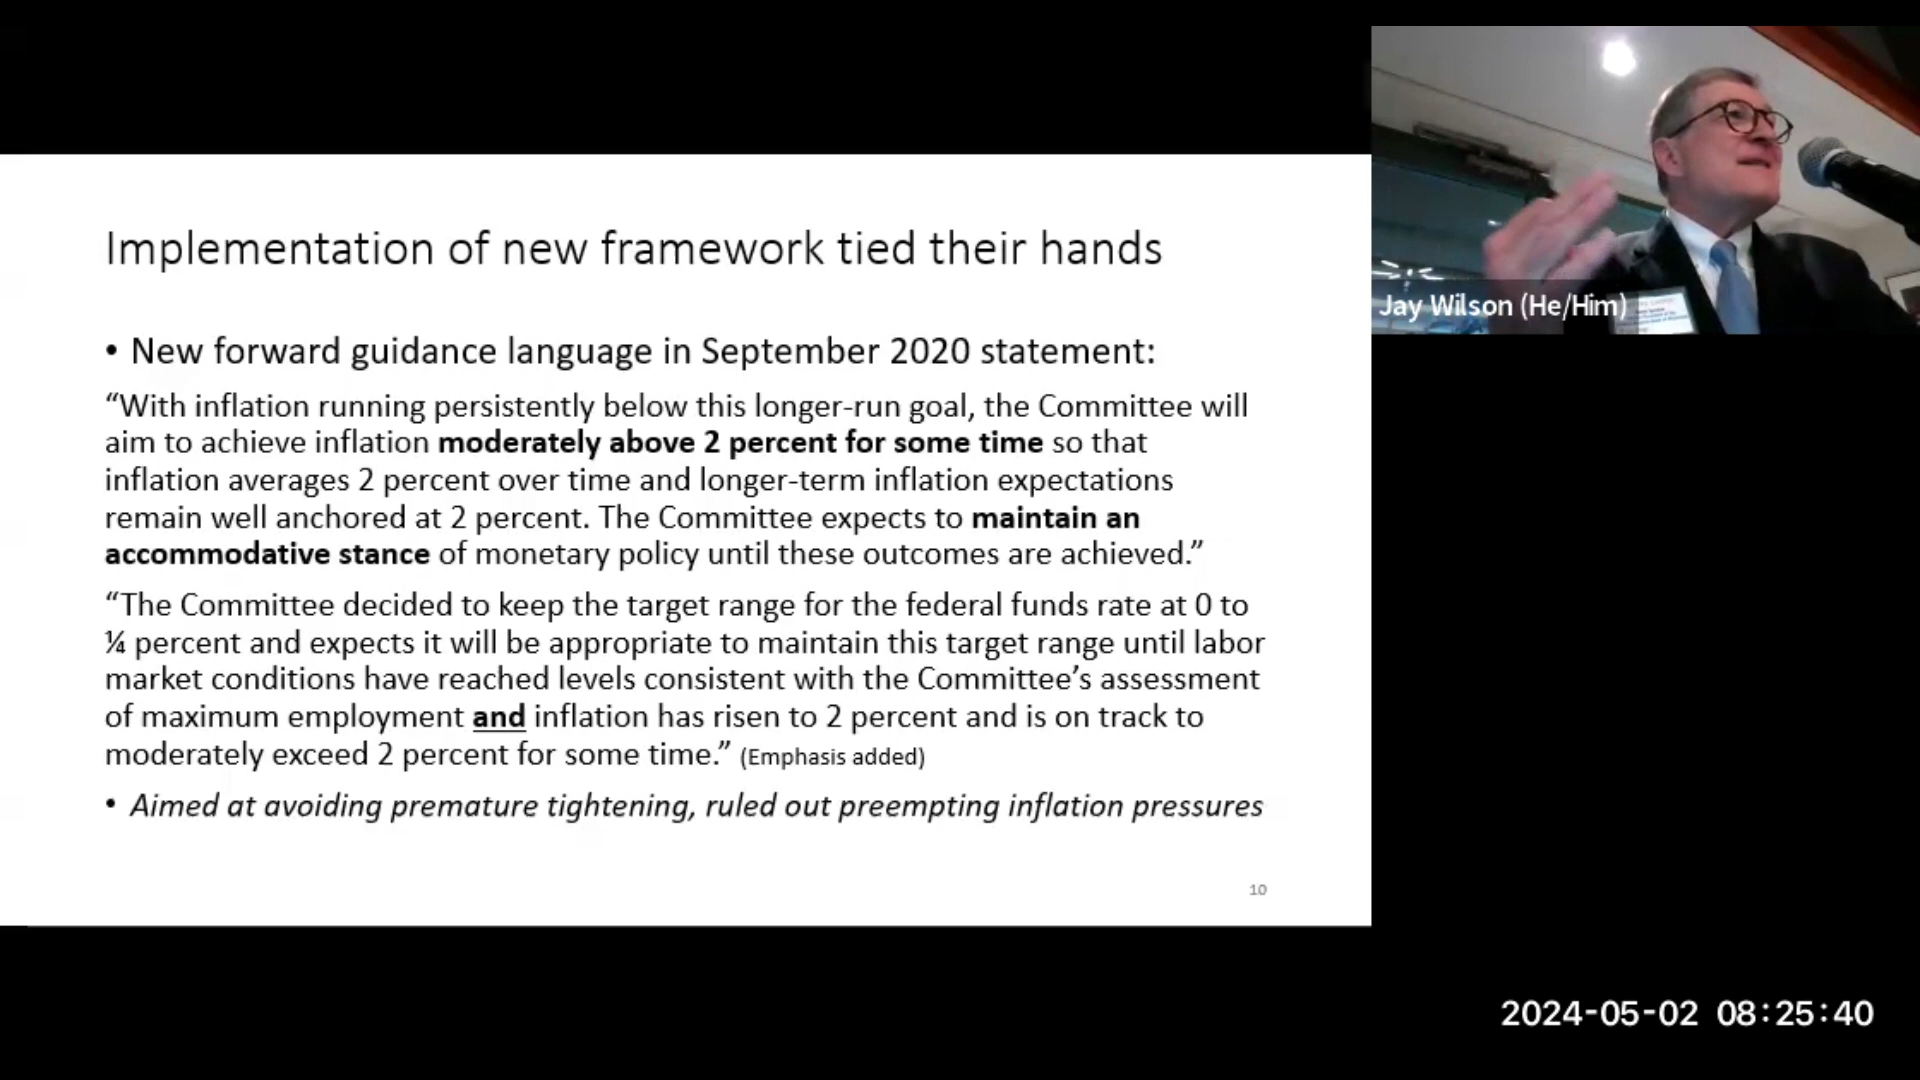 Implementation of new framework tied their hands
• New forward guidance language in September 2020 statement:
“With inflation running persistently below this longer-run goal, the Committee will
aim to achieve inflation moderately above 2 percent for some time so that
inflation averages 2 percent over time and longer-term inflation expectations
remain well anchored at 2 percent. The Committee expects to maintain an
accommodative stance of monetary policy until these outcomes are achieved.”
“The Committee decided to keep the target range for the federal funds rate at 0 to
¼ percent and expects it will be appropriate to maintain this target range until labor
market conditions have reached levels consistent with the Committee’s assessment
of maximum employment and inflation has risen to 2 percent and is on track to
moderately exceed 2 percent for some time.” (Emphasis added)
• Aimed at avoiding premature tightening, ruled out preempting inflation pressures
10
Jay Wilson (He/Him)
2024-05-02 08:25:40